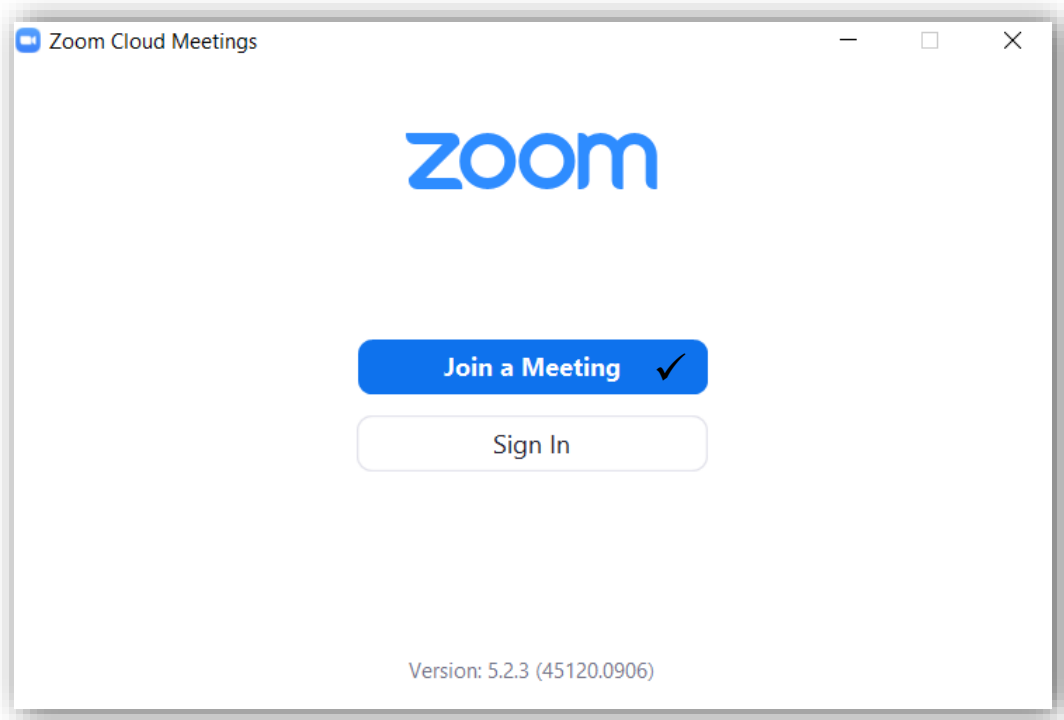 Zoom Cloud Meetings
zoom
Join a Meeting ✓
Sign In
Version: 5.2.3 (45120.0906)